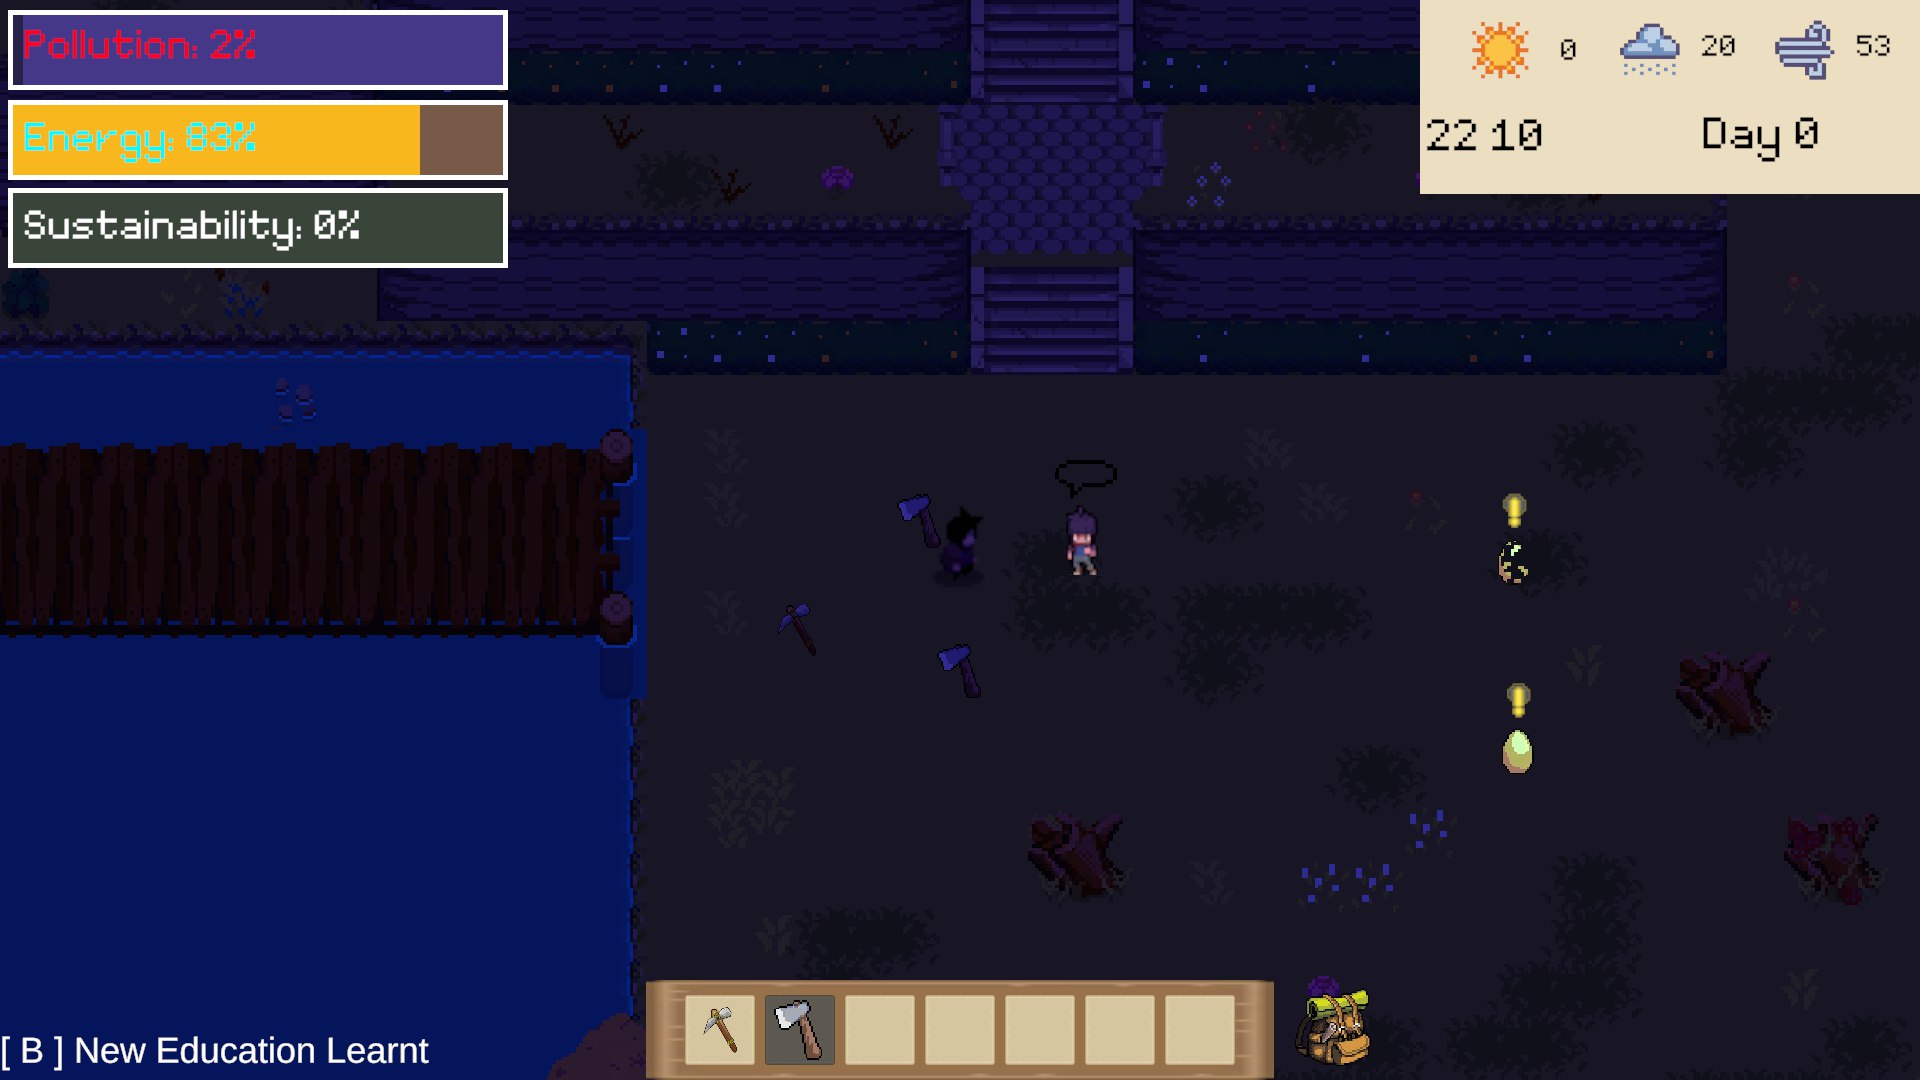 Pollution: 2%
Energy: 83%
Sustainability: 0%
0 20 53
22 10 Day 0
[ B ] New Education Learnt